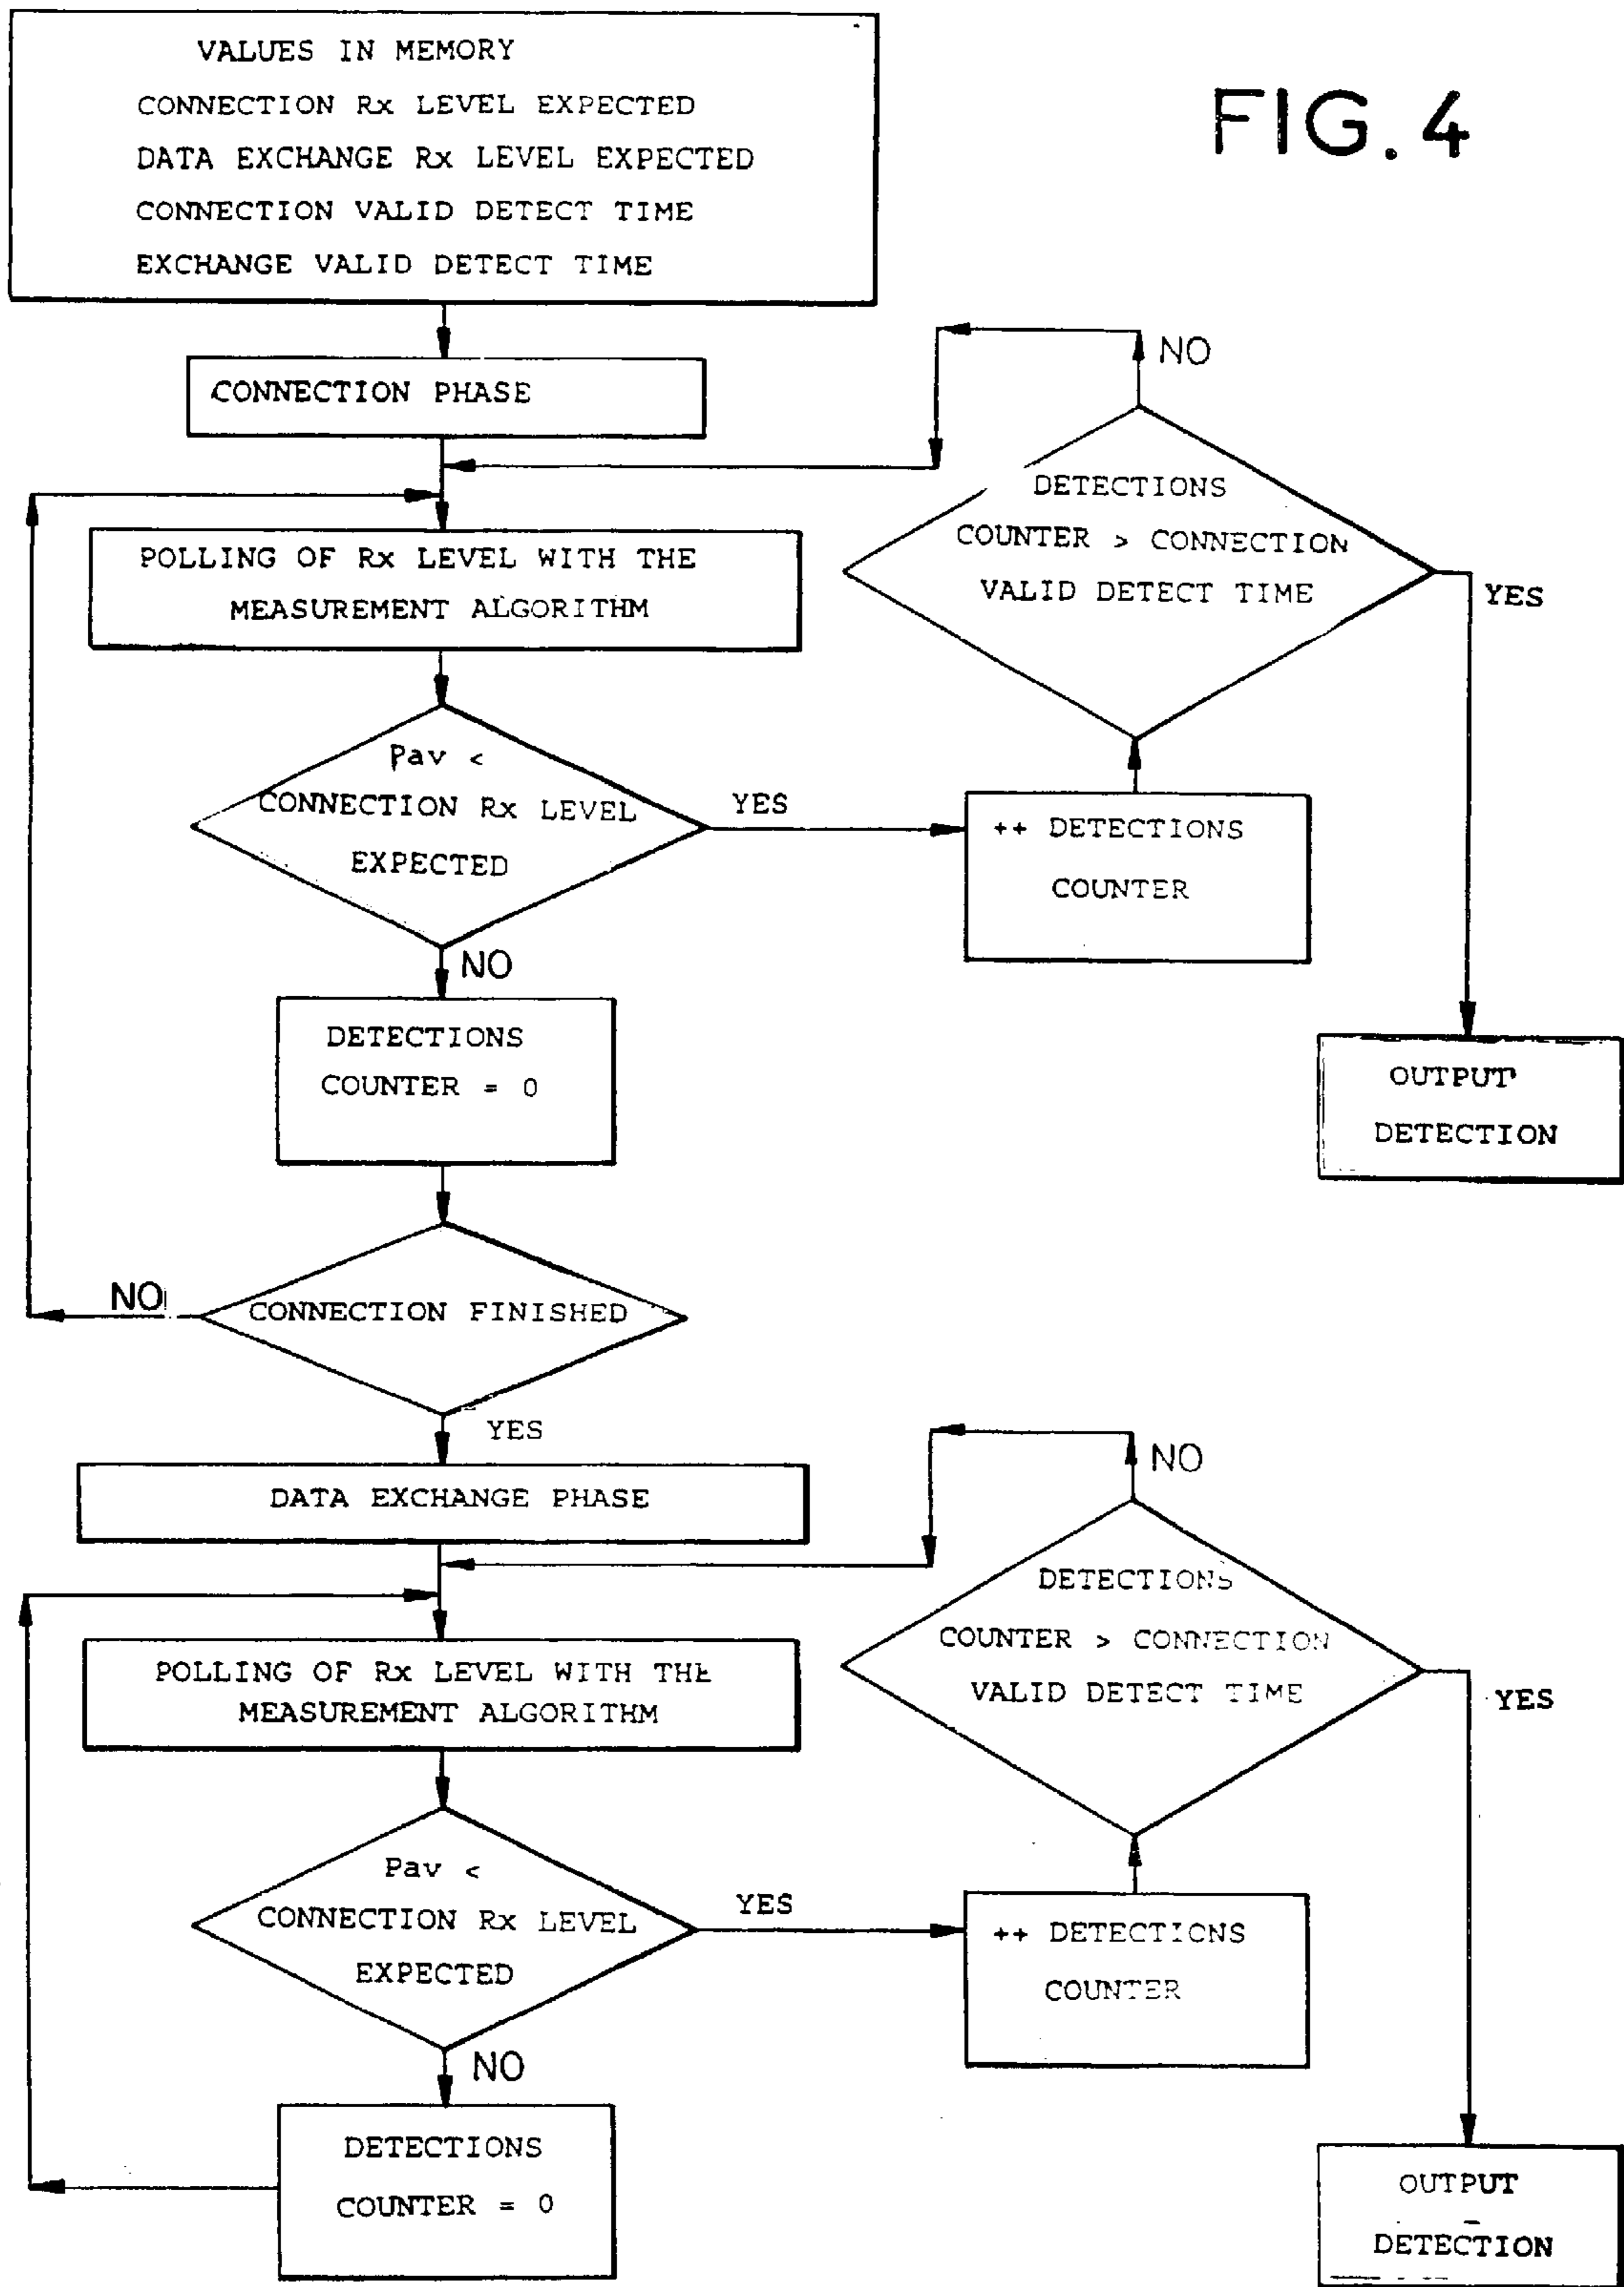 FIG. 4
VALUES IN MEMORY
CONNECTION Rx LEVEL EXPECTED
DATA EXCHANGE Rx LEVEL EXPECTED
CONNECTION VALID DETECT TIME
EXCHANGE VALID DETECT TIME
CONNECTION PHASE
NO
DETECTIONS
COUNTER > CONNECTION
VALID DETECT TIME
YES
POLLING OF Rx LEVEL WITH THE
MEASUREMENT ALGORITHM
Pav <
CONNECTION Rx LEVEL
EXPECTED
YES
++ DETECTIONS
COUNTER
NO
DETECTIONS
COUNTER = 0
OUTPUT
DETECTION
NO
CONNECTION FINISHED
YES
DATA EXCHANGE PHASE
NO
DETECTIONS
COUNTER > CONNECTION
VALID DETECT TIME
YES
POLLING OF Rx LEVEL WITH THE
MEASUREMENT ALGORITHM
Pav <
CONNECTION Rx LEVEL
EXPECTED
YES
++ DETECTIONS
COUNTER
NO
DETECTIONS
COUNTER = 0
OUTPUT
DETECTION